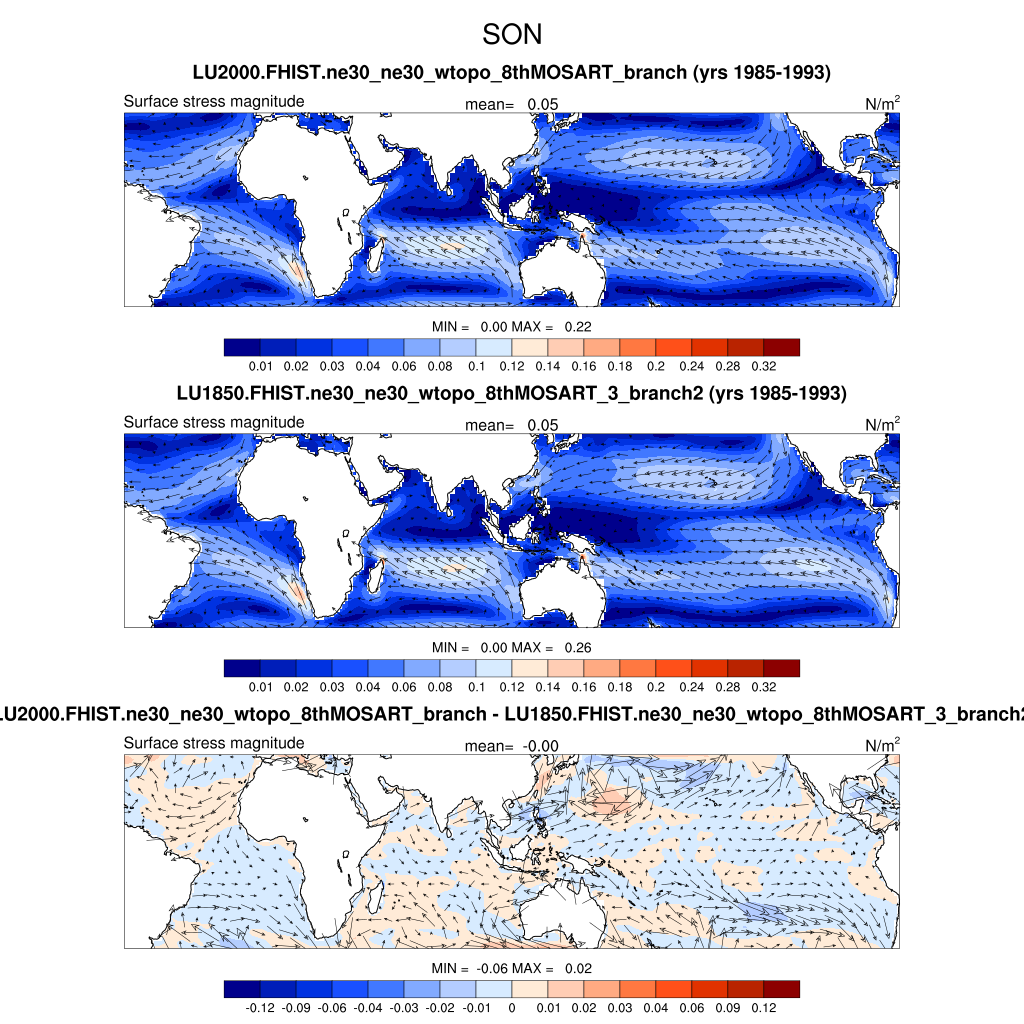 SON
LU2000.FHIST.ne30_ne30_wtopo_8thMOSART_branch (yrs 1985-1993)
Surface stress magnitude mean= 0.05 N/m2
MIN = 0.00 MAX = 0.22
0.01 0.02 0.03 0.04 0.06 0.08 0.1 0.12 0.14 0.16 0.18 0.2 0.24 0.28 0.32
LU1850.FHIST.ne30_ne30_wtopo_8thMOSART_3_branch2 (yrs 1985-1993)
Surface stress magnitude mean= 0.05 N/m2
MIN = 0.00 MAX = 0.26
0.01 0.02 0.03 0.04 0.06 0.08 0.1 0.12 0.14 0.16 0.18 0.2 0.24 0.28 0.32
LU2000.FHIST.ne30_ne30_wtopo_8thMOSART_branch - LU1850.FHIST.ne30_ne30_wtopo_8thMOSART_3_branch2
Surface stress magnitude mean= -0.00 N/m2
MIN = -0.06 MAX = 0.02
-0.12 -0.09 -0.06 -0.04 -0.03 -0.02 -0.01 0 0.01 0.02 0.03 0.04 0.06 0.09 0.12